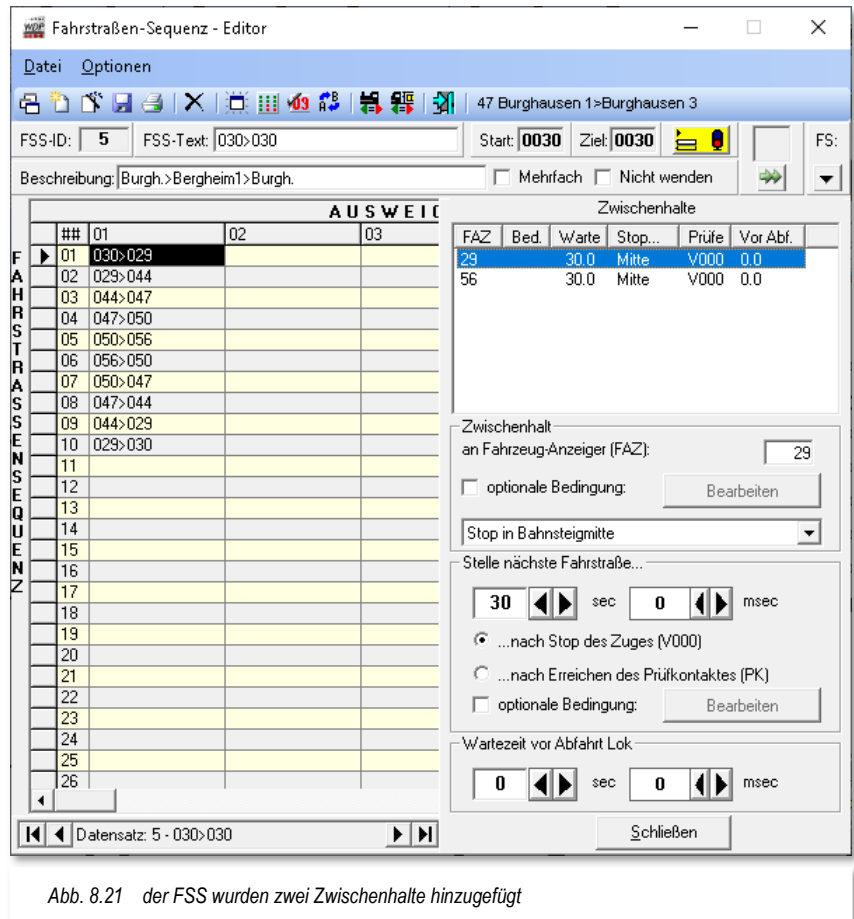 WDP Fahrstraßen-Sequenz - Editor
Datei Optionen
09 A B 47 Burghausen 1>Burghausen 3
FSS-ID: 5 FSS-Text: 030>030 Start: 0030 Ziel: 0030 FS:
Beschreibung: Burgh.>Bergheim1>Burgh. Mehrfach Nicht wenden
A U S W E I C
## 01 02 03
FAHRSTRASSENSEQUENZ
01 030>029
02 029>044
03 044>047
04 047>050
05 050>056
06 056>050
07 050>047
08 047>044
09 044>029
10 029>030
11
12
13
14
15
16
17
18
19
20
21
22
23
24
25
26
Datensatz: 5 - 030>030
Zwischenhalte
FAZ Bed. Warte Stop... Prüfe Vor Abf.
29 30.0 Mitte V000 0.0
56 30.0 Mitte V000 0.0
Zwischenhalt
an Fahrzeug-Anzeiger (FAZ): 29
optionale Bedingung: Bearbeiten
Stop in Bahnsteigmitte
Stelle nächste Fahrstraße...
30 sec 0 msec
...nach Stop des Zuges (V000)
...nach Erreichen des Prüfkontaktes (PK)
optionale Bedingung: Bearbeiten
Wartezeit vor Abfahrt Lok
0 sec 0 msec
Schließen
Abb. 8.21 der FSS wurden zwei Zwischenhalte hinzugefügt